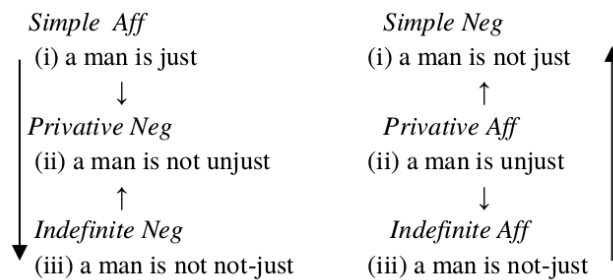 Simple Aff
(i) a man is just
↓
Privative Neg
(ii) a man is not unjust
↑
Indefinite Neg
(iii) a man is not not-just
Simple Neg
(i) a man is not just
↑
Privative Aff
(ii) a man is unjust
↓
Indefinite Aff
(iii) a man is not-just